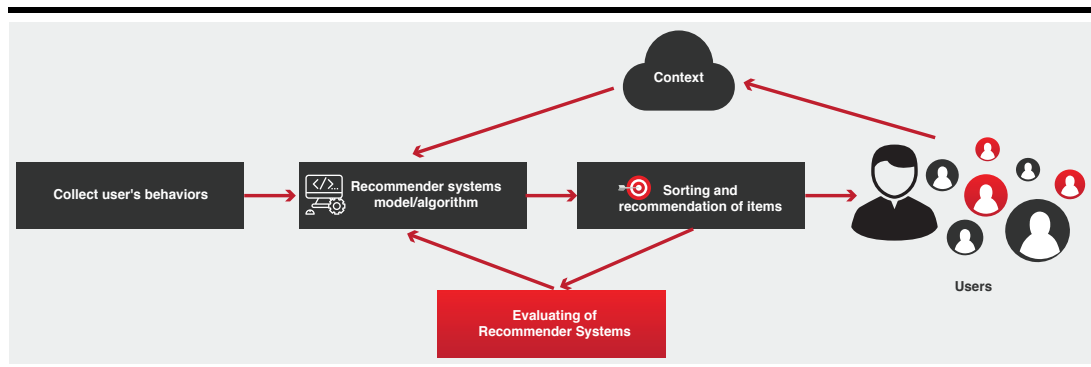 Context
Collect user's behaviors
</>...
Recommender systems
model/algorithm
Sorting and
recommendation of items
Users
Evaluating of
Recommender Systems